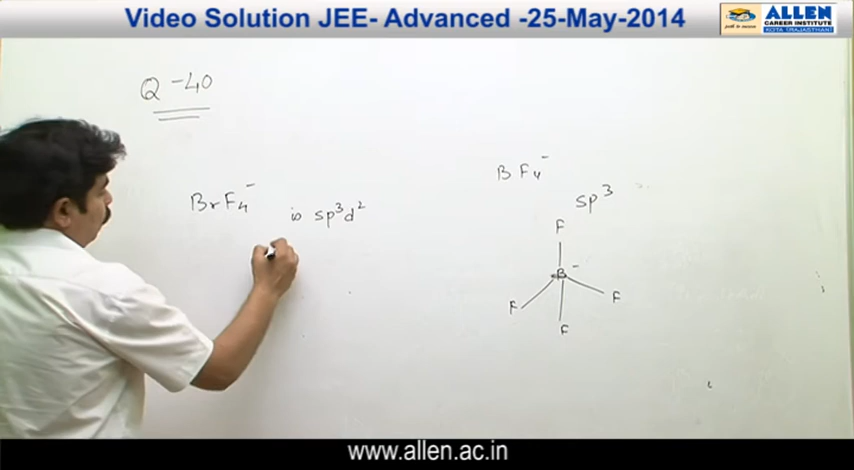 Video Solution JEE- Advanced -25-May-2014
ALLEN
CAREER INSTITUTE
KOTA (RAJASTHAN)
Q -40
BrF₄⁻ is sp³d²
BF₄⁻
sp³
F
B⁻
F F
F
www.allen.ac.in